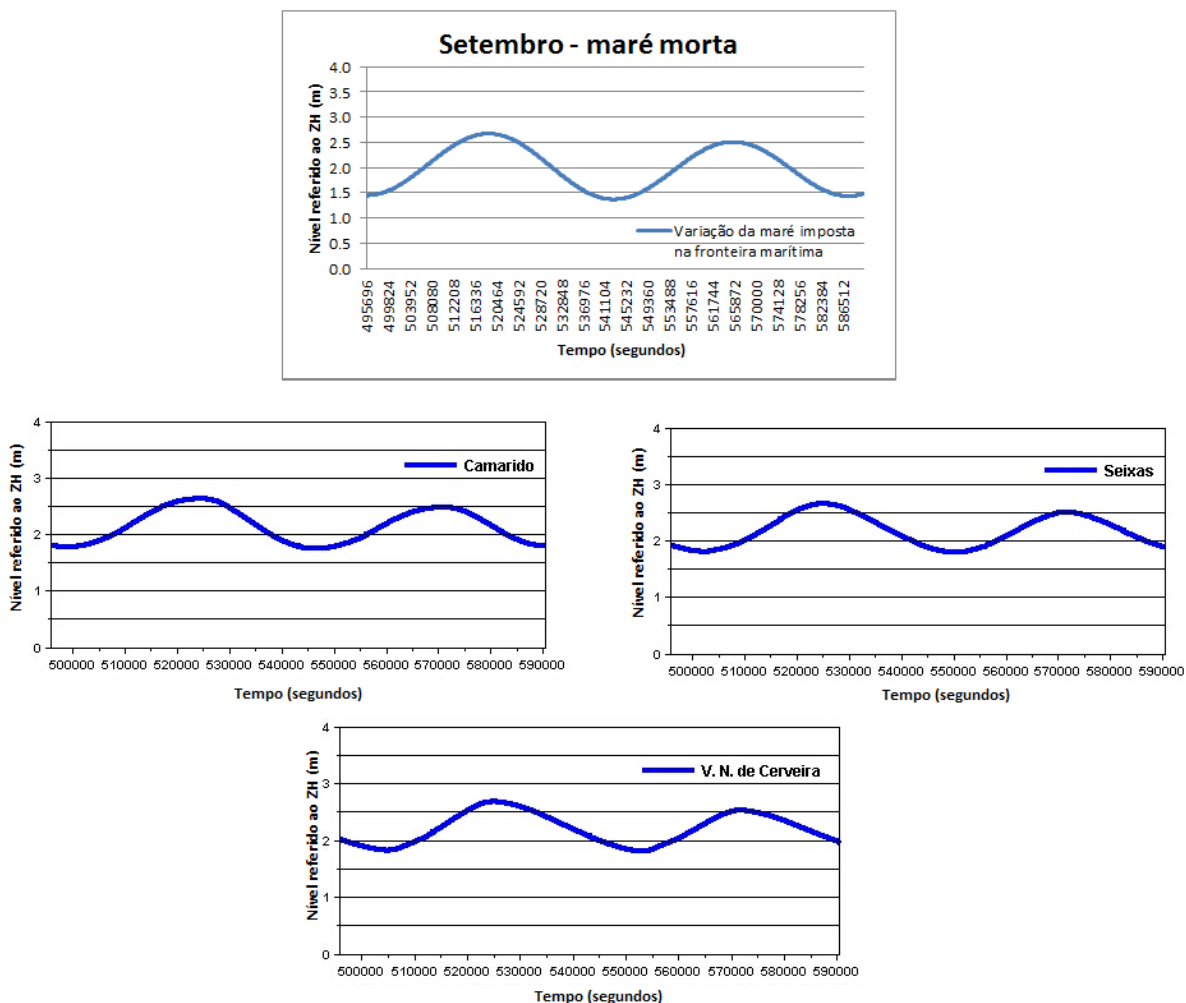 Setembro - maré morta
Nível referido ao ZH (m)
4.0
3.5
3.0
2.5
2.0
1.5
1.0
0.5
0.0
Variação da maré imposta
na fronteira marítima
495696 499824 503952 508080 512208 516336 520464 524592 528720 532848 536976 541104 545232 549360 553488 557616 561744 565872 570000 574128 578256 582384 586512
Tempo (segundos)
Nível referido ao ZH (m)
4
3
2
1
0
Camarido
500000 510000 520000 530000 540000 550000 560000 570000 580000 590000
Tempo (segundos)
Nível referido ao ZH (m)
4
3
2
1
0
Seixas
500000 510000 520000 530000 540000 550000 560000 570000 580000 590000
Tempo (segundos)
Nível referido ao ZH (m)
4
3
2
1
0
V. N. de Cerveira
500000 510000 520000 530000 540000 550000 560000 570000 580000 590000
Tempo (segundos)